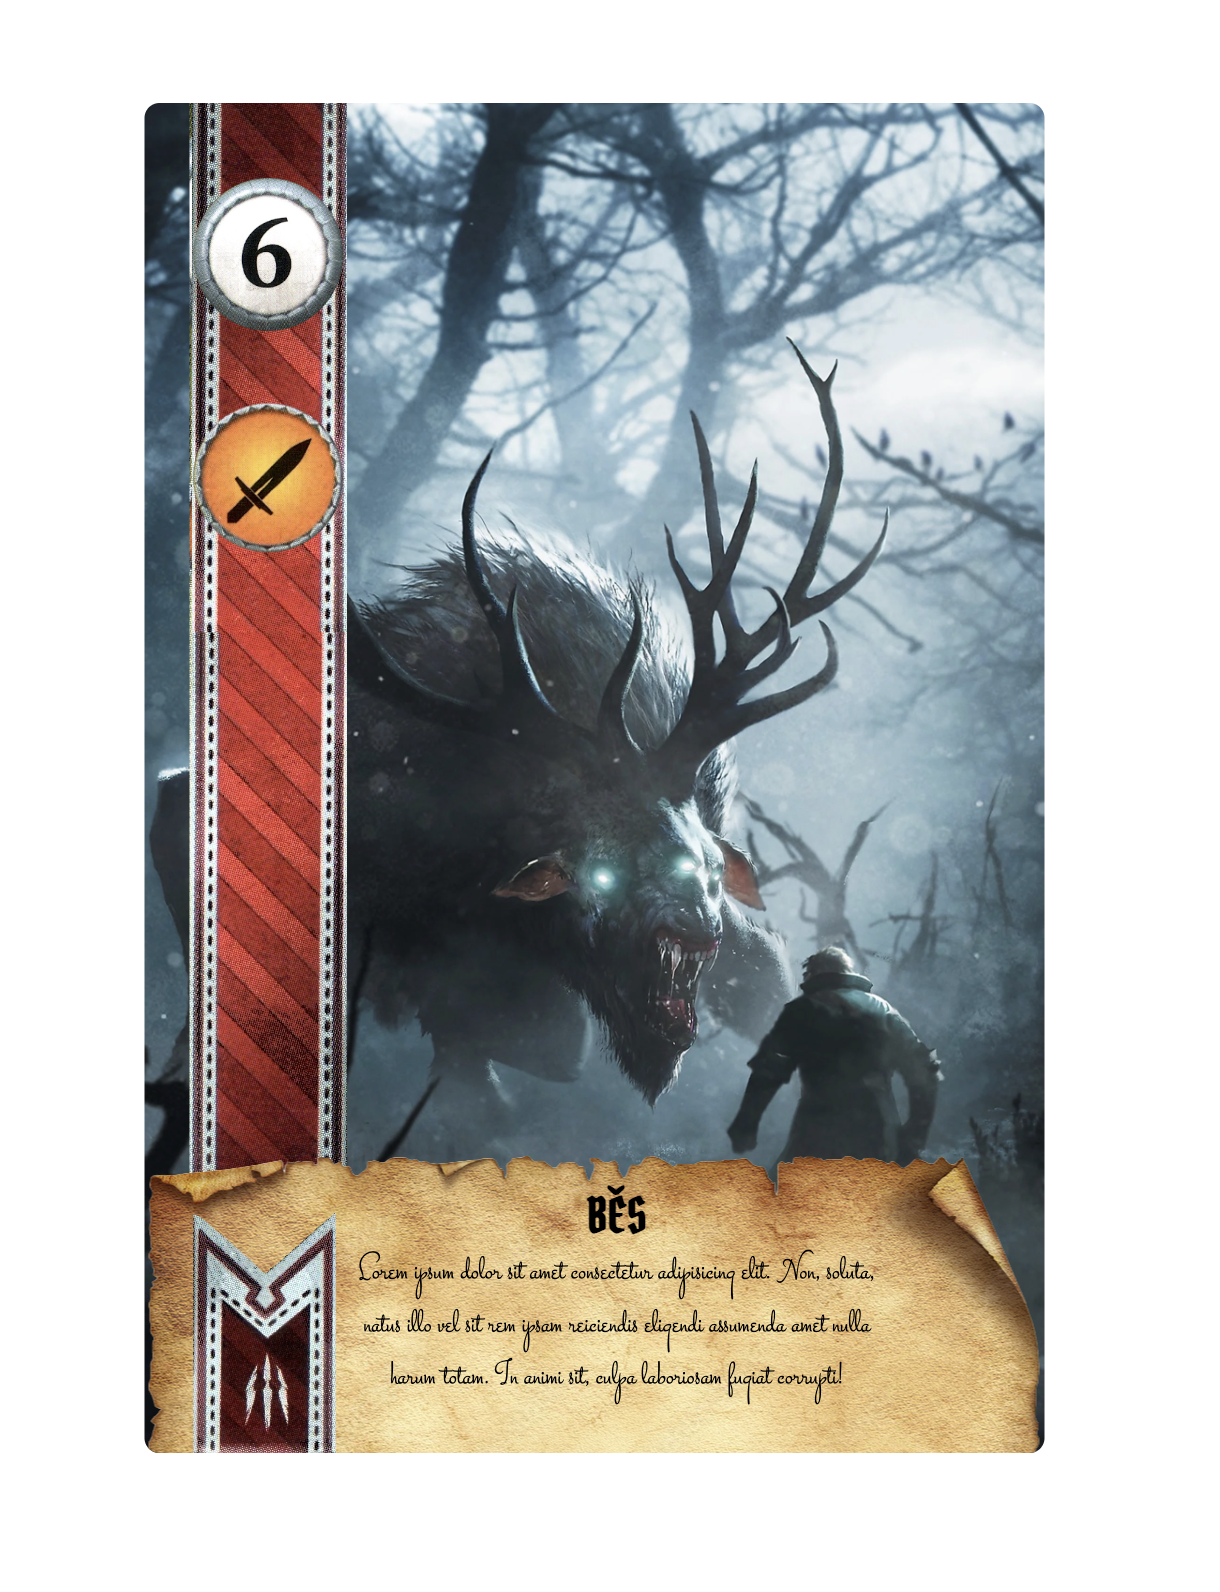 6
BĚS
Lorem ipsum dolor sit amet consectetur adipisicing elit. Non, soluta,
natus illo vel sit rem ipsam reiciendis eligendi assumenda amet nulla
harum totam. In animi sit, culpa laboriosam fugiat corrupti!